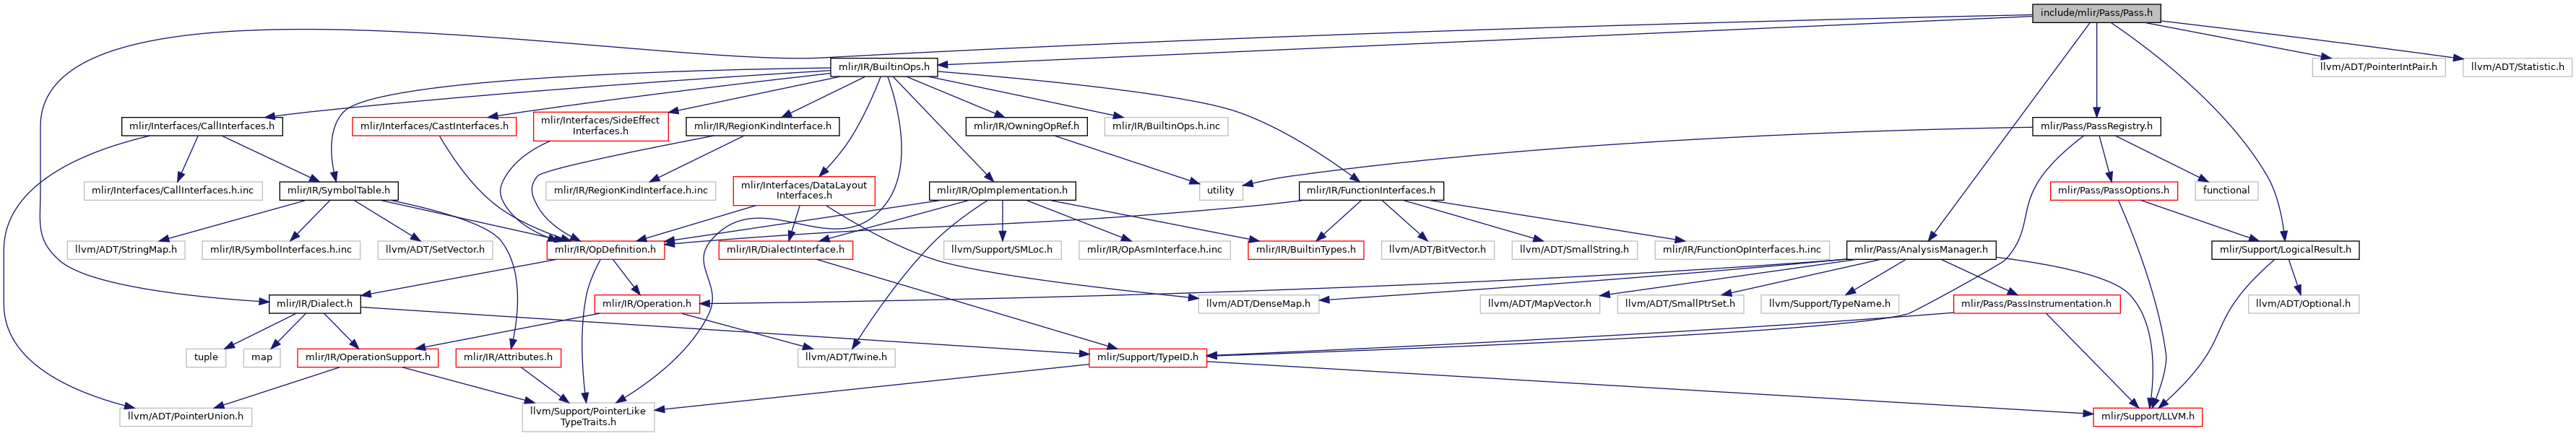 include/mlir/Pass/Pass.h
mlir/IR/BuiltinOps.h
llvm/ADT/PointerIntPair.h
llvm/ADT/Statistic.h
mlir/Interfaces/CallInterfaces.h
mlir/Interfaces/CastInterfaces.h
mlir/Interfaces/SideEffect
Interfaces.h
mlir/IR/RegionKindInterface.h
mlir/IR/OwningOpRef.h
mlir/IR/BuiltinOps.h.inc
mlir/Pass/PassRegistry.h
mlir/Interfaces/CallInterfaces.h.inc
mlir/IR/SymbolTable.h
mlir/IR/RegionKindInterface.h.inc
mlir/Interfaces/DataLayout
Interfaces.h
mlir/IR/OpImplementation.h
utility
mlir/IR/FunctionInterfaces.h
mlir/Pass/PassOptions.h
functional
llvm/ADT/StringMap.h
mlir/IR/SymbolInterfaces.h.inc
llvm/ADT/SetVector.h
mlir/IR/OpDefinition.h
mlir/IR/DialectInterface.h
llvm/Support/SMLoc.h
mlir/IR/OpAsmInterface.h.inc
mlir/IR/BuiltinTypes.h
llvm/ADT/BitVector.h
llvm/ADT/SmallString.h
mlir/IR/FunctionOpInterfaces.h.inc
mlir/Pass/AnalysisManager.h
mlir/Support/LogicalResult.h
mlir/IR/Dialect.h
mlir/IR/Operation.h
llvm/ADT/DenseMap.h
llvm/ADT/MapVector.h
llvm/ADT/SmallPtrSet.h
llvm/Support/TypeName.h
mlir/Pass/PassInstrumentation.h
llvm/ADT/Optional.h
tuple
map
mlir/IR/OperationSupport.h
mlir/IR/Attributes.h
llvm/ADT/Twine.h
mlir/Support/TypeID.h
llvm/ADT/PointerUnion.h
llvm/Support/PointerLike
TypeTraits.h
mlir/Support/LLVM.h